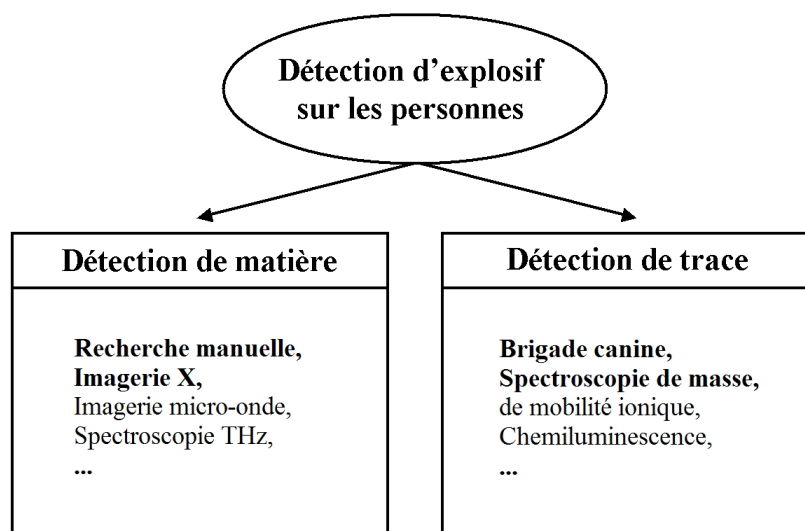 Détection d’explosif
sur les personnes
Détection de matière
Recherche manuelle,
Imagerie X,
Imagerie micro-onde,
Spectroscopie THz,
...
Détection de trace
Brigade canine,
Spectroscopie de masse,
de mobilité ionique,
Chemiluminescence,
...